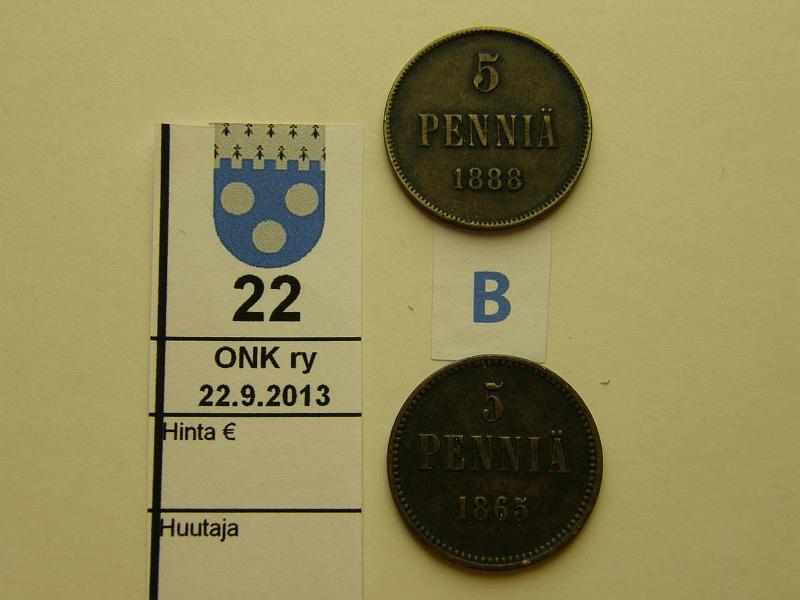 22
ONK ry
22.9.2013
Hinta €
Huutaja
5
PENNIÄ
1888
B
5
PENNIÄ
1865